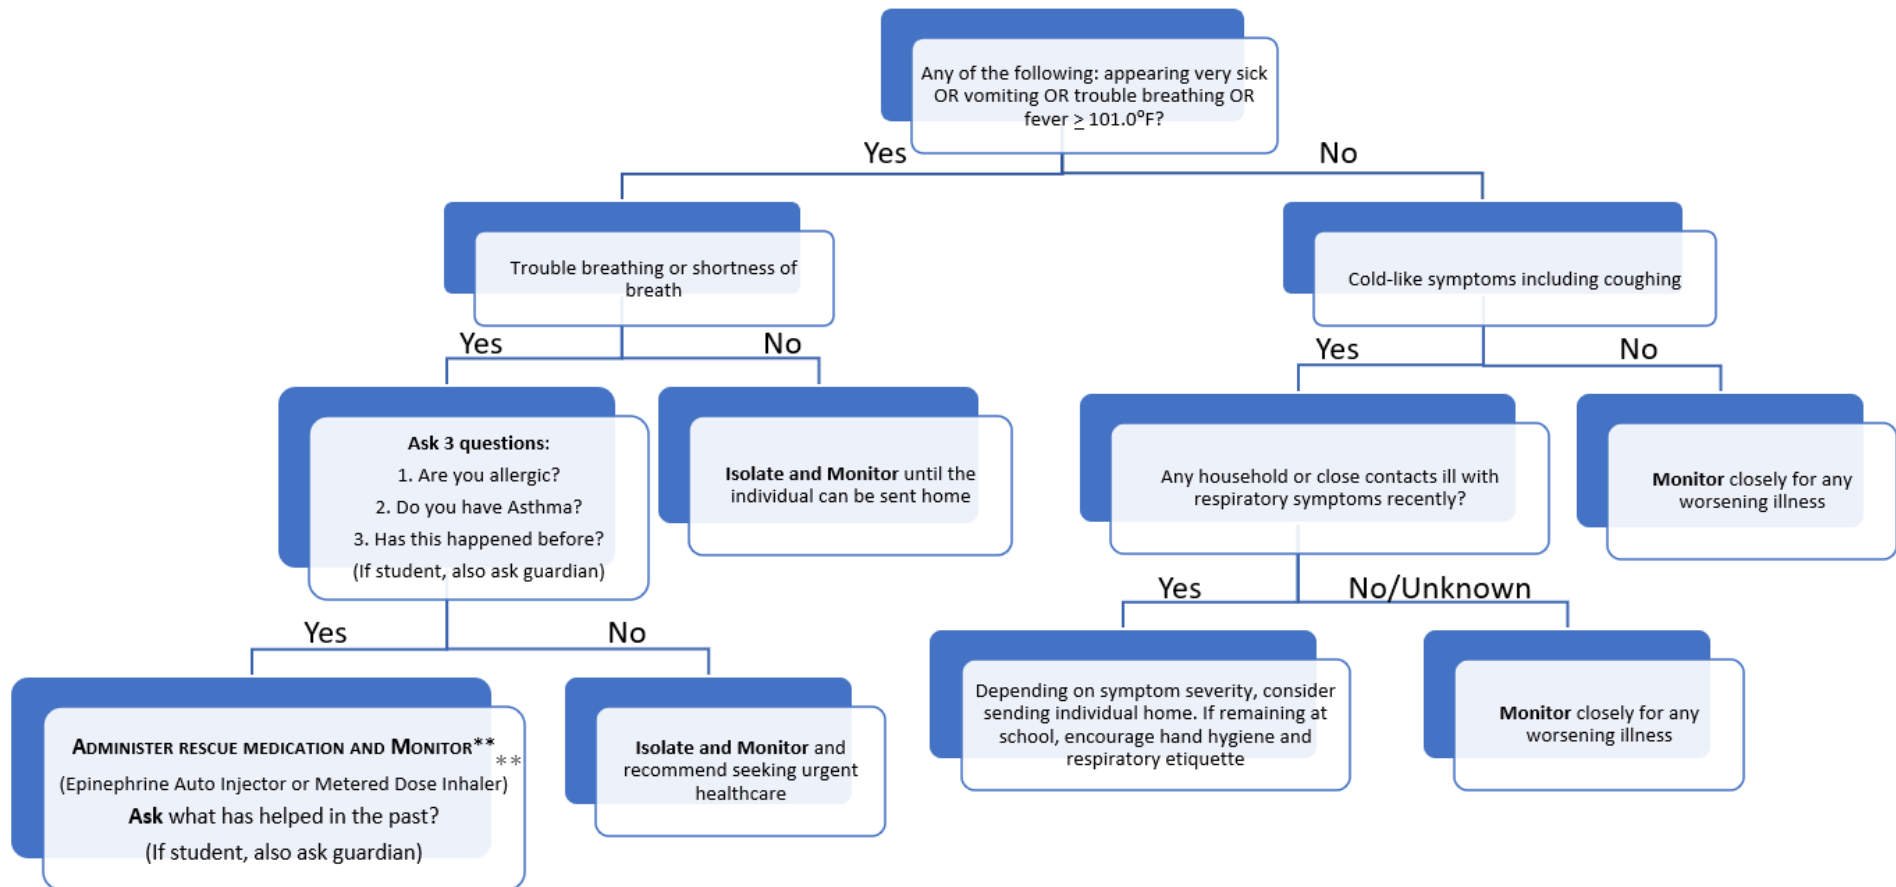 Any of the following: appearing very sick
OR vomiting OR trouble breathing OR
fever ≥ 101.0°F?
Yes
No
Trouble breathing or shortness of
breath
Cold-like symptoms including coughing
Yes
No
Yes
No
Ask 3 questions:
1. Are you allergic?
2. Do you have Asthma?
3. Has this happened before?
(If student, also ask guardian)
Isolate and Monitor until the
individual can be sent home
Any household or close contacts ill with
respiratory symptoms recently?
Monitor closely for any
worsening illness
Yes
No
Yes
No/Unknown
ADMINISTER RESCUE MEDICATION AND MONITOR**
**
(Epinephrine Auto Injector or Metered Dose Inhaler)
Ask what has helped in the past?
(If student, also ask guardian)
Isolate and Monitor and
recommend seeking urgent
healthcare
Depending on symptom severity, consider
sending individual home. If remaining at
school, encourage hand hygiene and
respiratory etiquette
Monitor closely for any
worsening illness